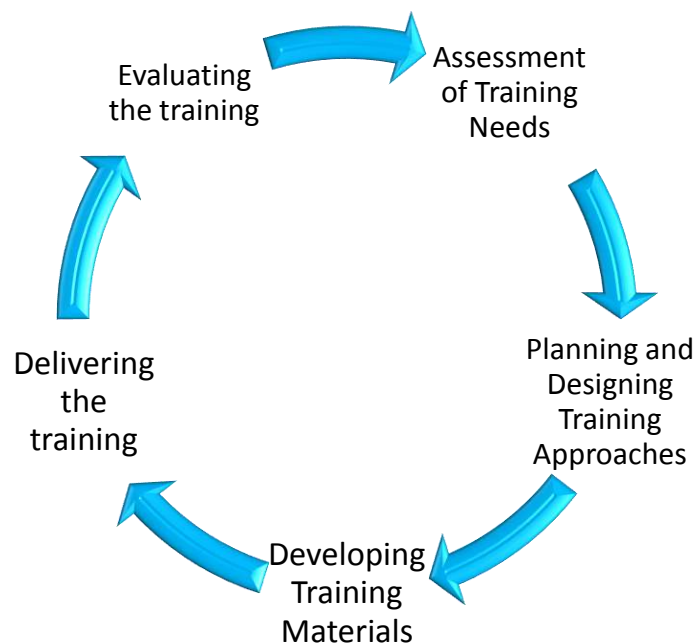 Evaluating
the training
Assessment
of Training
Needs
Planning and
Designing
Training
Approaches
Developing
Training
Materials
Delivering
the
training